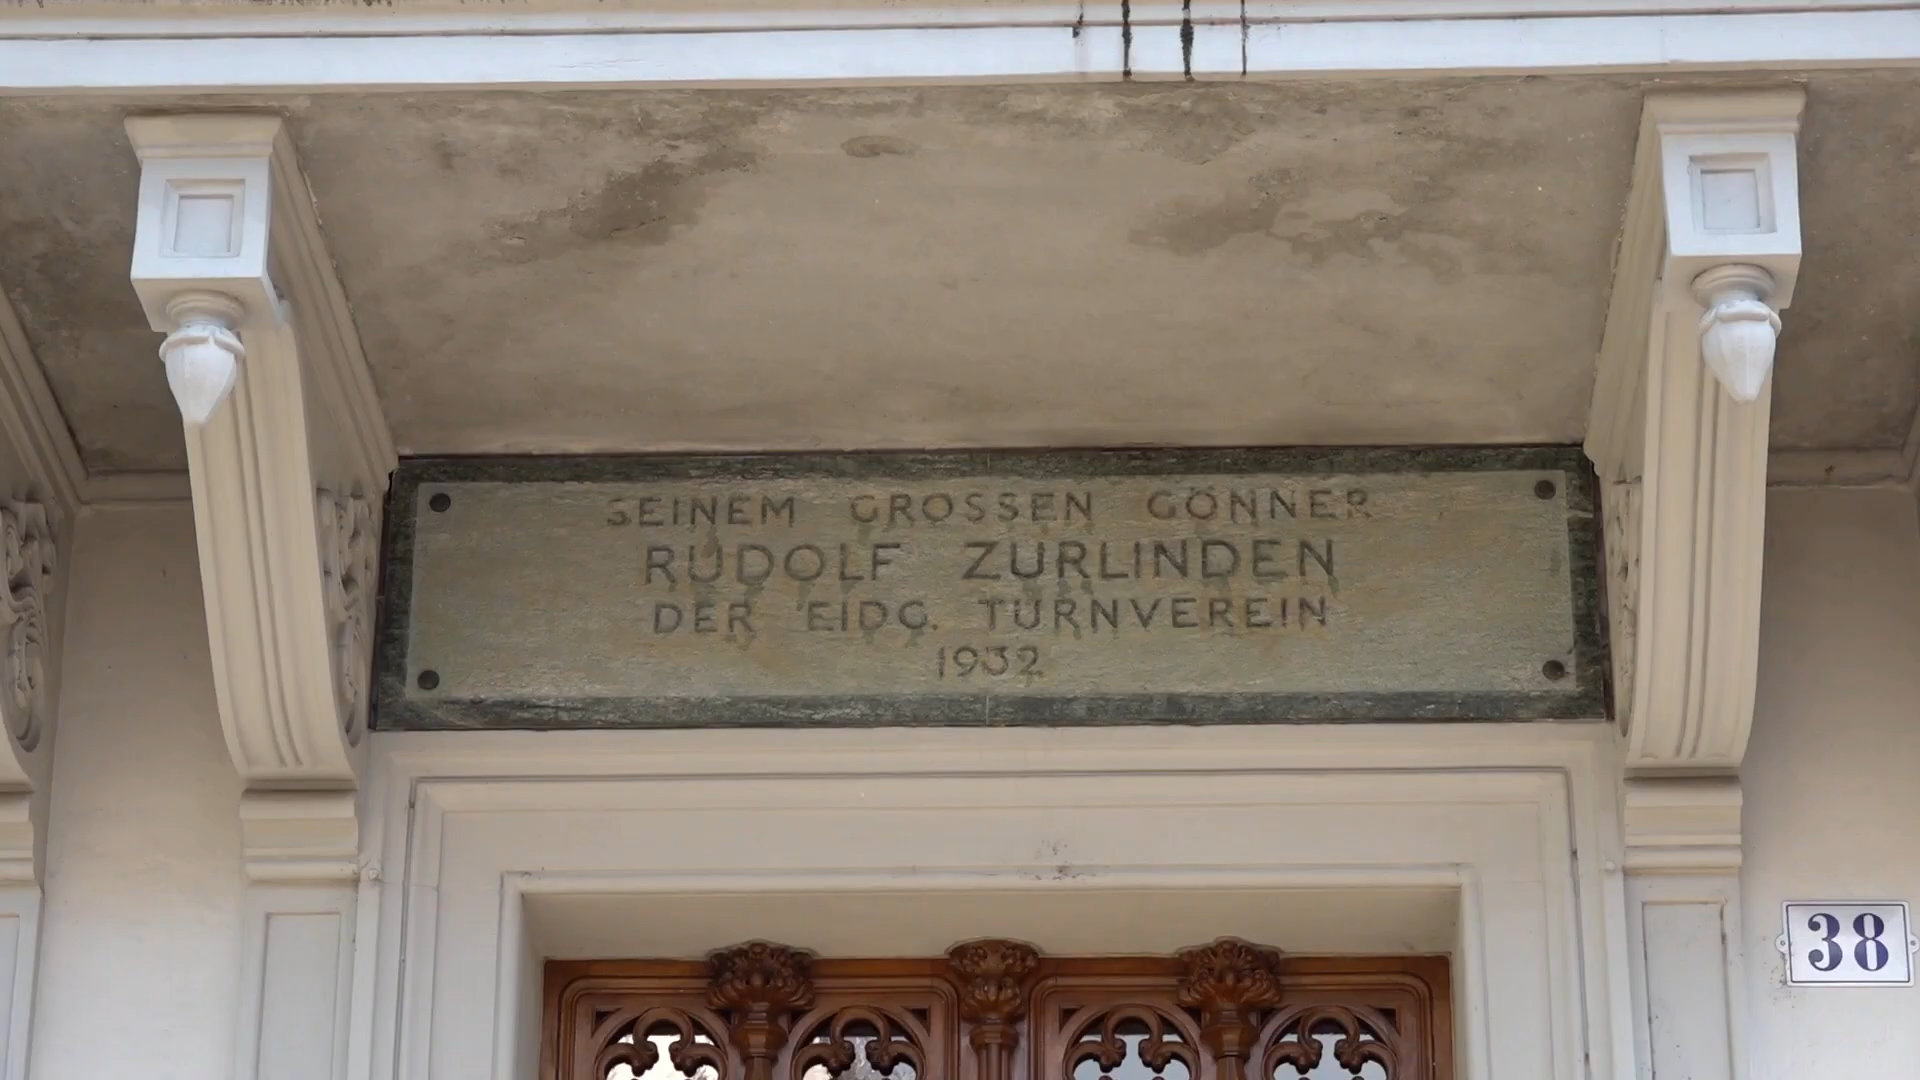 SEINEM GROSSEN GÖNNER
RUDOLF ZURLINDEN
DER EIDG. TURNVEREIN
1932
38